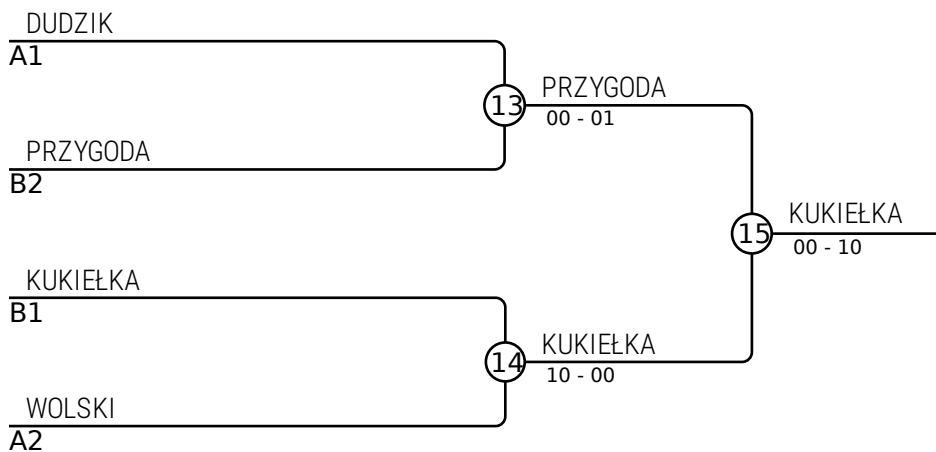 DUDZIK
A1
13
PRZYGODA
00 - 01
PRZYGODA
B2
15
KUKIEŁKA
00 - 10
KUKIEŁKA
B1
14
KUKIEŁKA
10 - 00
WOLSKI
A2